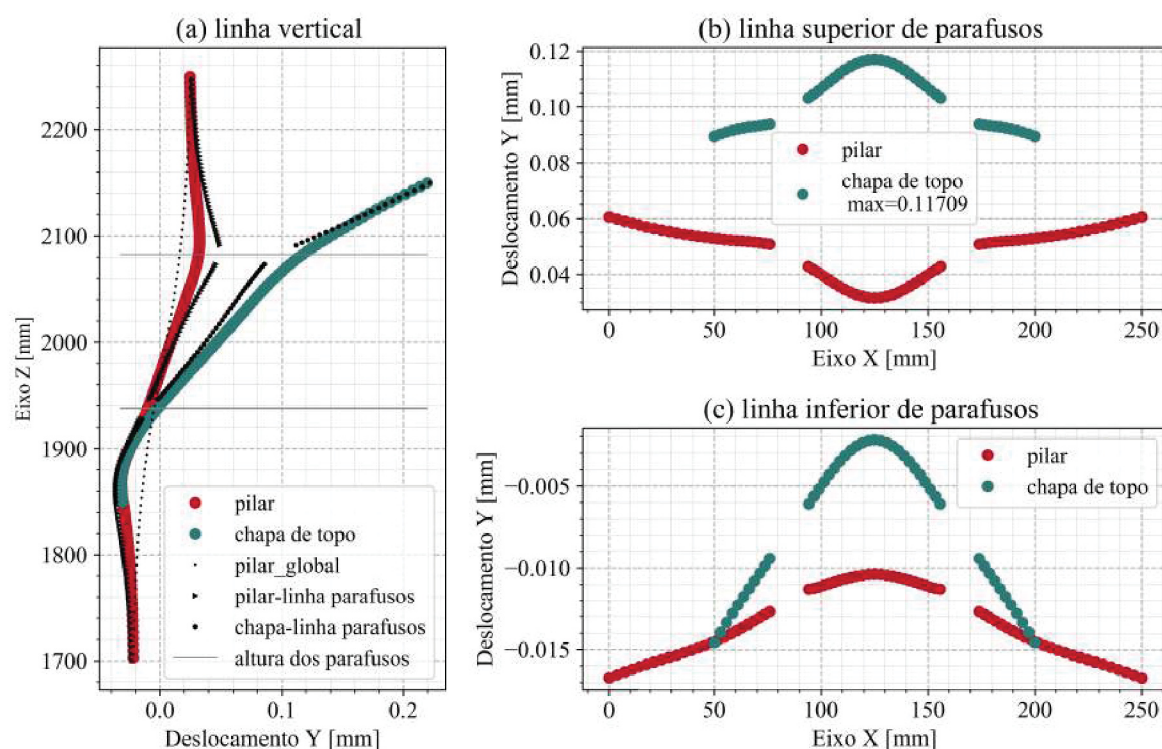 (a) linha vertical
2200
2100
2000
1900
1800
1700
Eixo Z [mm]
0.0
0.1
0.2
Deslocamento Y [mm]
pilar
chapa de topo
pilar_global
pilar-linha parafusos
chapa-linha parafusos
altura dos parafusos
(b) linha superior de parafusos
0.12
0.10
0.08
0.06
0.04
Deslocamento Y [mm]
pilar
chapa de topo
max=0.11709
0
50
100
150
200
250
Eixo X [mm]
(c) linha inferior de parafusos
−0.005
−0.010
−0.015
Deslocamento Y [mm]
pilar
chapa de topo
0
50
100
150
200
250
Eixo X [mm]